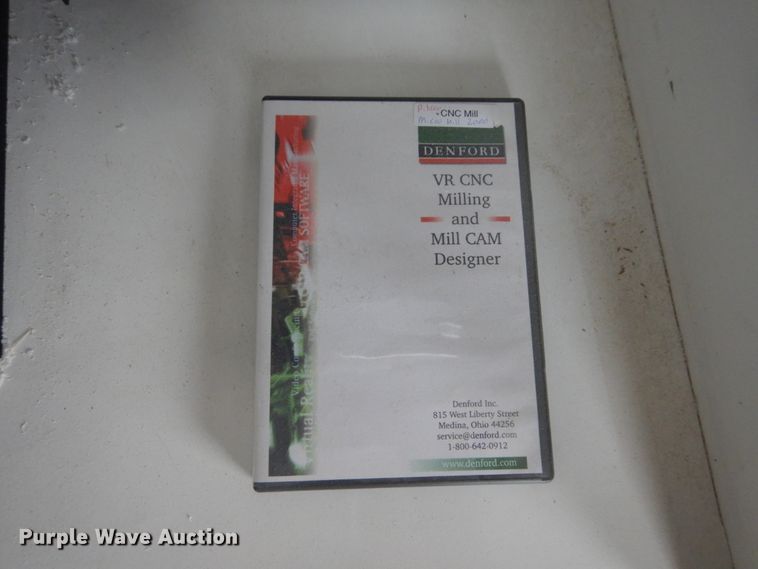 CNC Mill
DENFORD
VR CNC
Milling
and
Mill CAM
Designer
SOFTWARE
Denford Inc.
815 West Liberty Street
Medina, Ohio 44256
service@denford.com
1-800-642-0912
www.denford.com
Purple Wave Auction